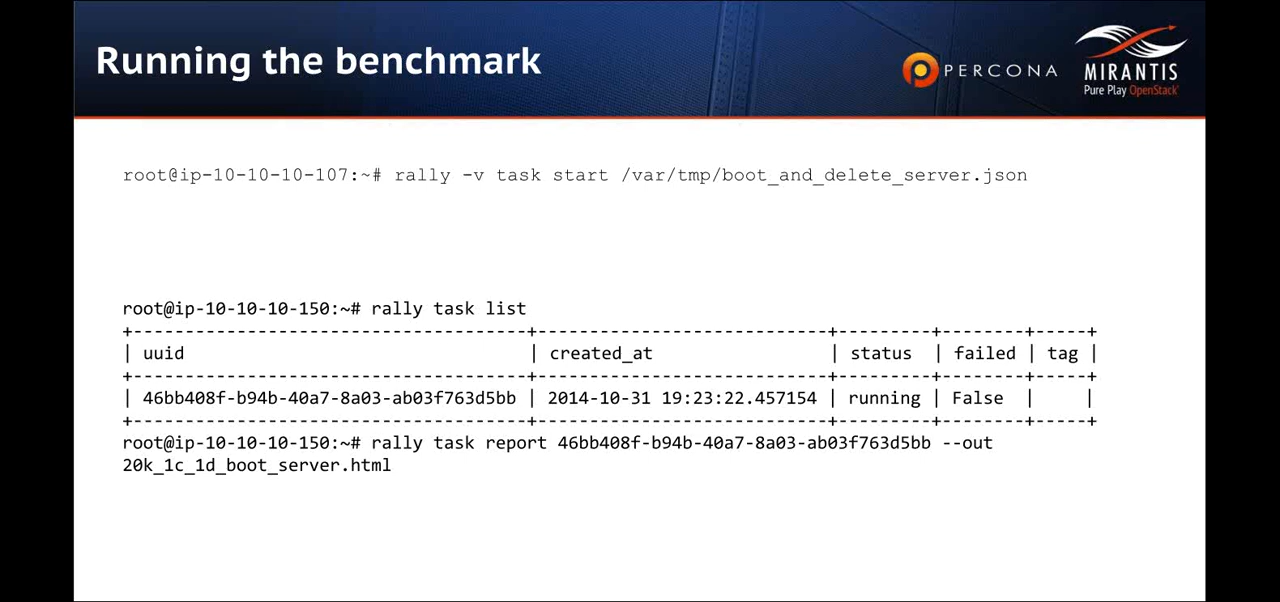 Running the benchmark
PERCONA
MIRANTIS
Pure Play OpenStack
root@ip-10-10-10-107:~# rally -v task start /var/tmp/boot_and_delete_server.json
root@ip-10-10-10-150:~# rally task list
+---------------------------------------+----------------------------+---------+--------+-----+
| uuid | created_at | status | failed | tag |
+---------------------------------------+----------------------------+---------+--------+-----+
| 46bb408f-b94b-40a7-8a03-ab03f763d5bb | 2014-10-31 19:23:22.457154 | running | False | |
+---------------------------------------+----------------------------+---------+--------+-----+
root@ip-10-10-10-150:~# rally task report 46bb408f-b94b-40a7-8a03-ab03f763d5bb --out
20k_1c_1d_boot_server.html